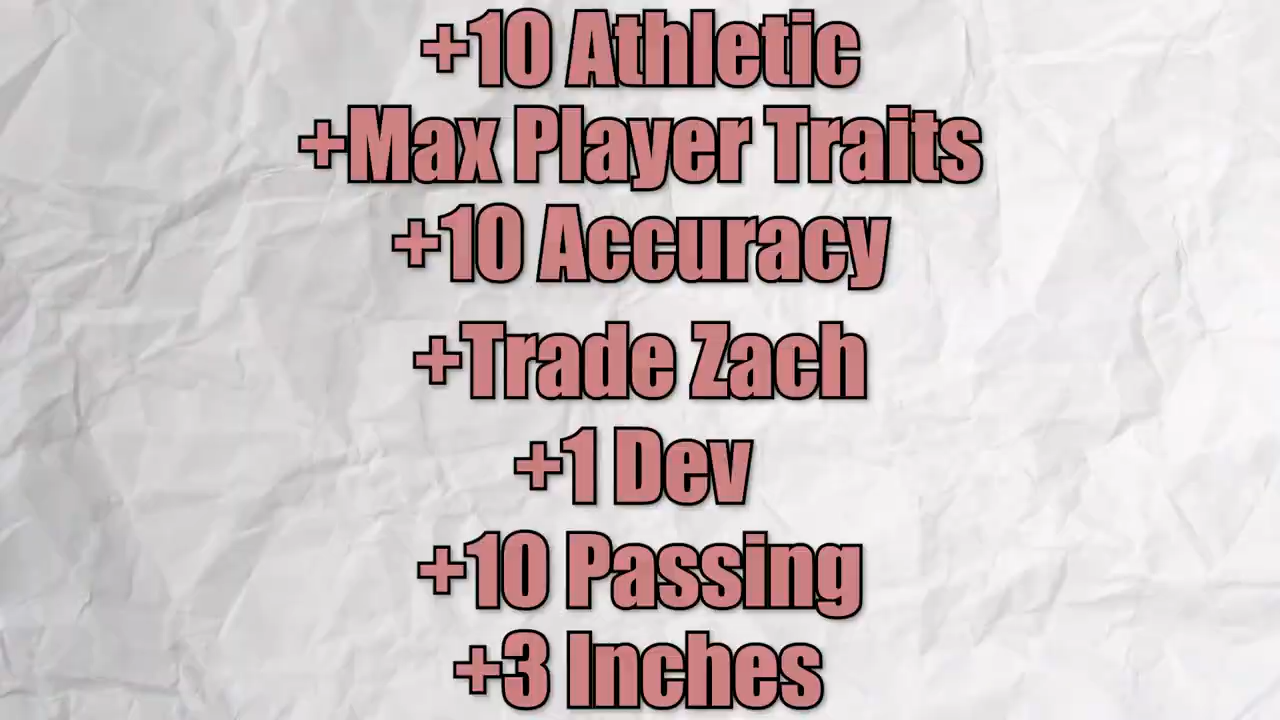 +10 Athletic
+Max Player Traits
+10 Accuracy
+Trade Zach
+1 Dev
+10 Passing
+3 Inches